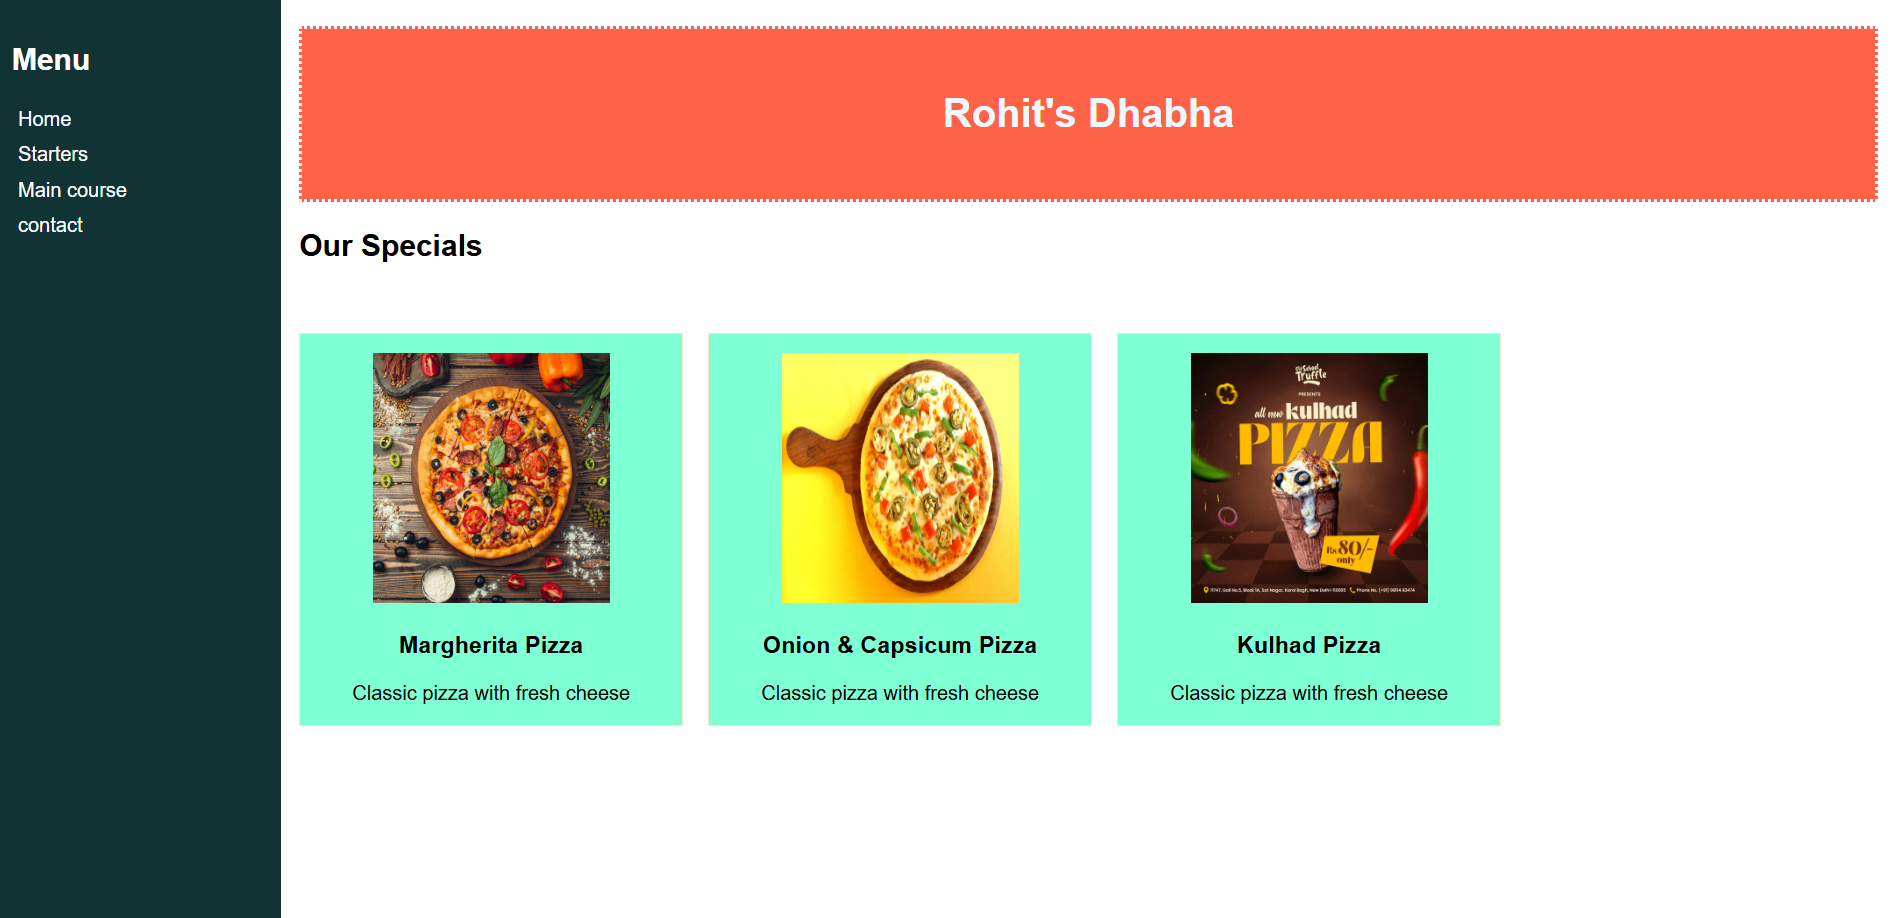 Menu
Home
Starters
Main course
contact
Rohit's Dhabha
Our Specials
Truffle
PRESENTS
all new kulhad
PIZZA
Rs.80/-
only
Margherita Pizza
Classic pizza with fresh cheese
Onion & Capsicum Pizza
Classic pizza with fresh cheese
Kulhad Pizza
Classic pizza with fresh cheese